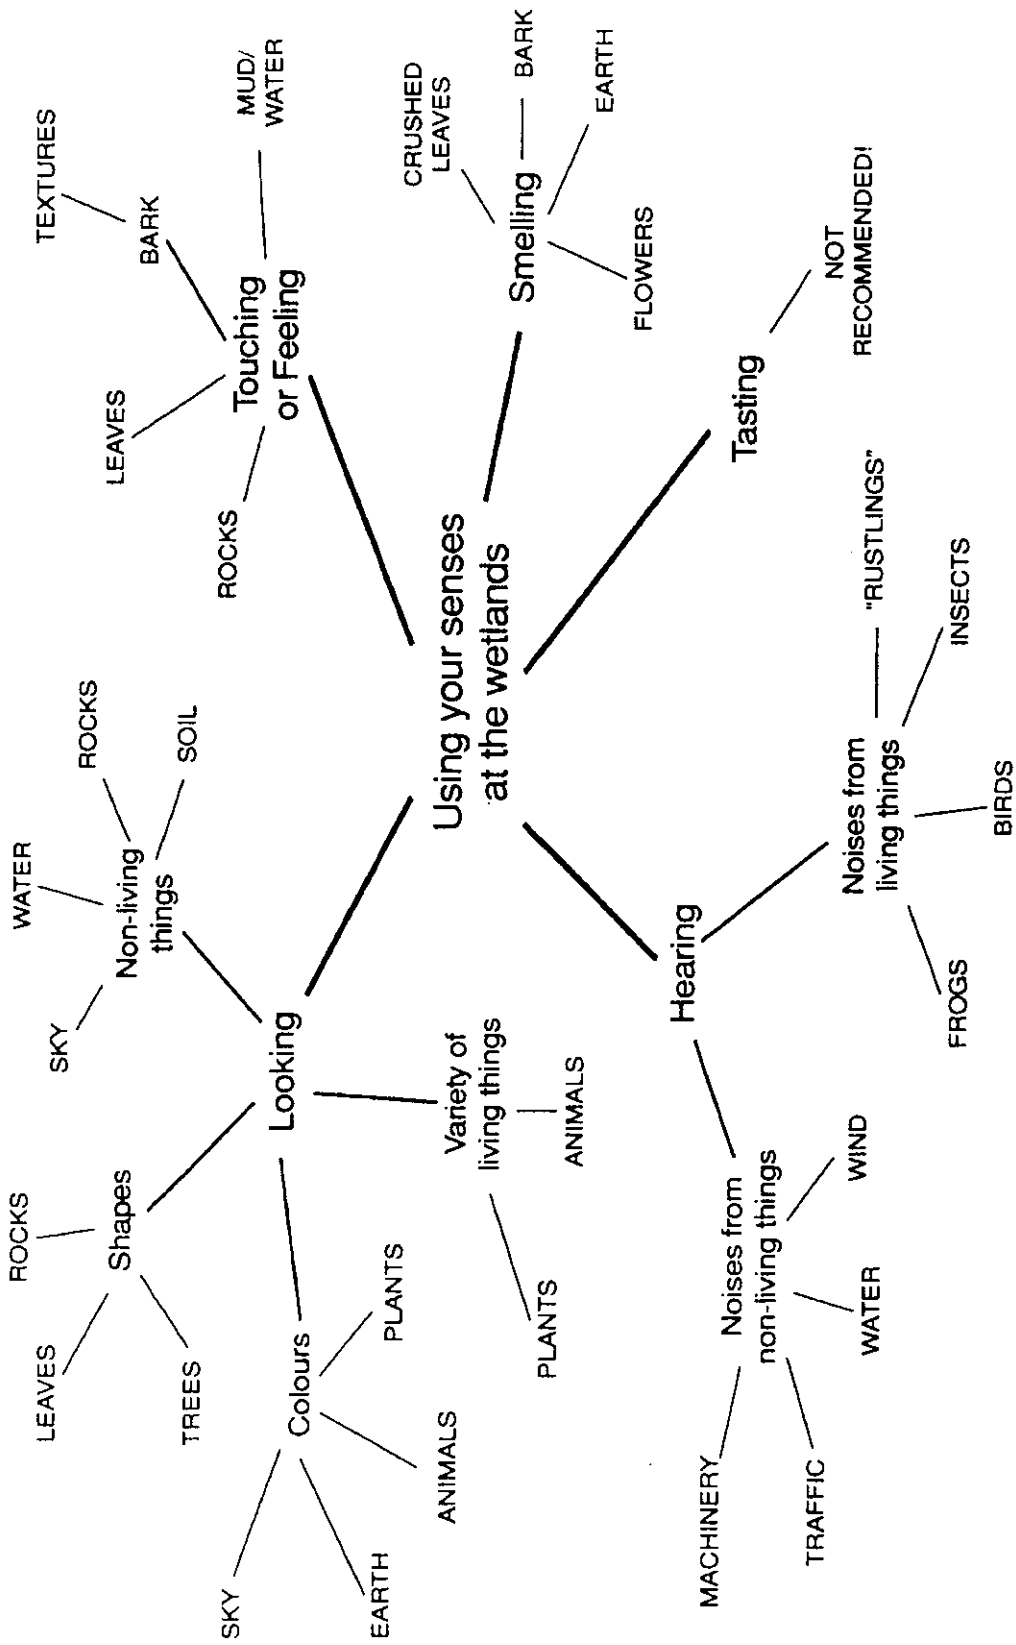 Using your senses
at the wetlands
Looking
Shapes
LEAVES
ROCKS
TREES
Non-living
things
SKY
WATER
ROCKS
SOIL
Colours
SKY
EARTH
ANIMALS
PLANTS
Variety of
living things
PLANTS
ANIMALS
Touching
or Feeling
ROCKS
LEAVES
BARK
TEXTURES
MUD/
WATER
Smelling
CRUSHED
LEAVES
BARK
EARTH
FLOWERS
Tasting
NOT
RECOMMENDED!
Hearing
Noises from
non-living things
MACHINERY
TRAFFIC
WATER
WIND
Noises from
living things
FROGS
BIRDS
INSECTS
"RUSTLINGS"